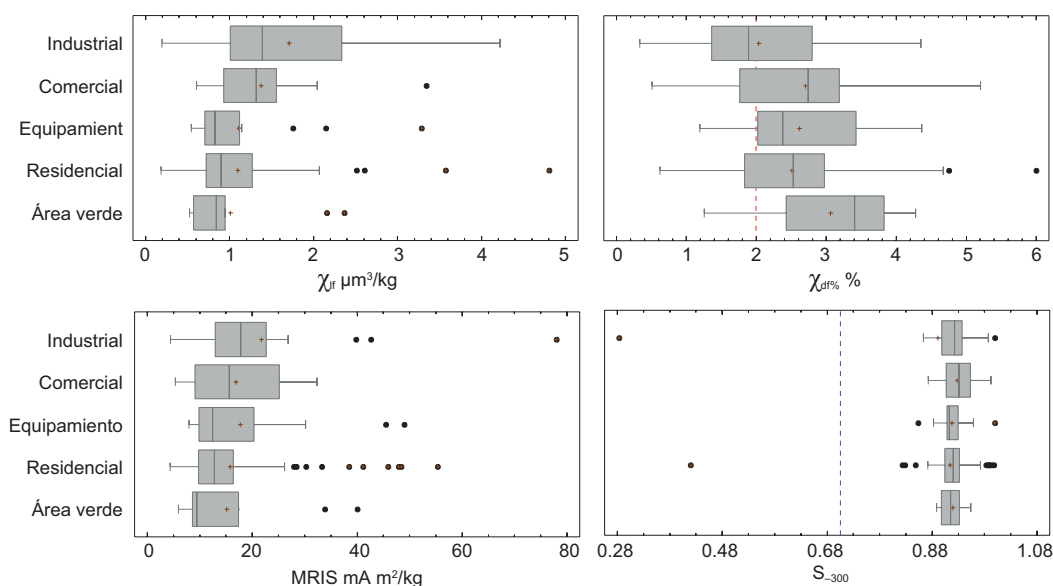 Industrial
Comercial
Equipament
Residencial
Área verde
0 1 2 3 4 5
χlf µm³/kg
0 1 2 3 4 5 6
χdf% %
Industrial
Comercial
Equipamiento
Residencial
Área verde
0 20 40 60 80
MRIS mA m²/kg
0.28 0.48 0.68 0.88 1.08
S–300